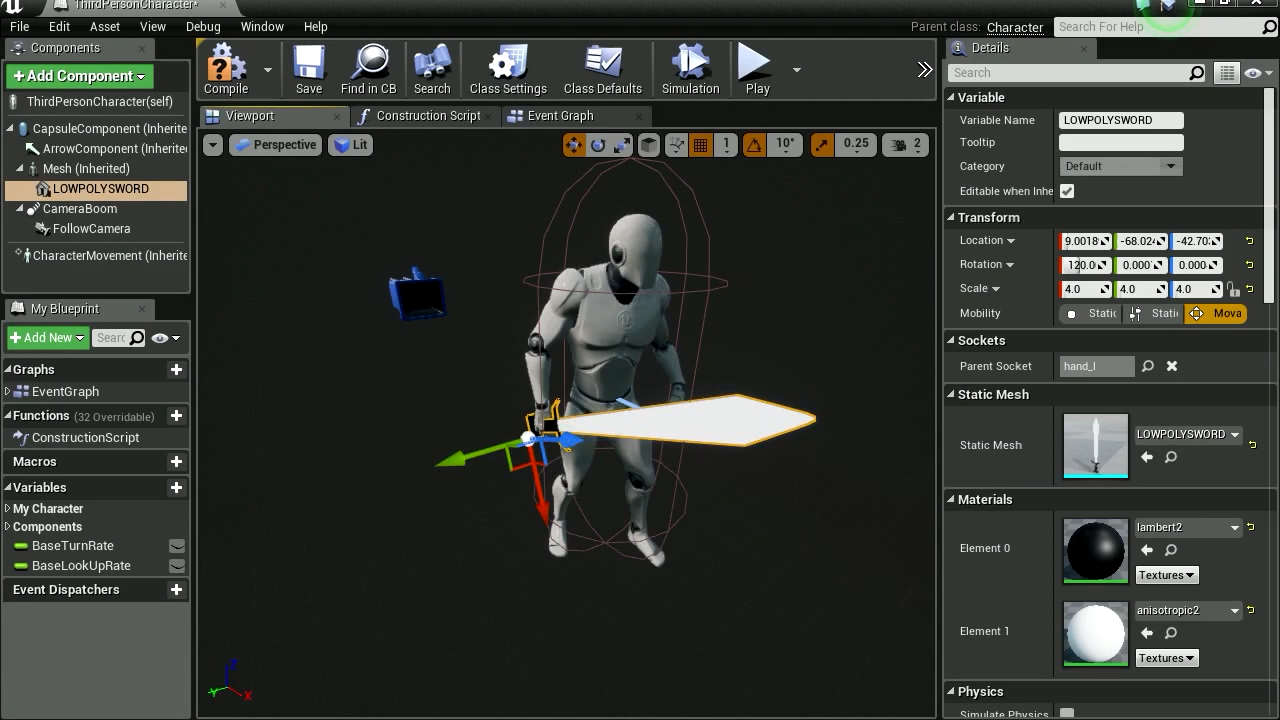 ThirdPersonCharacter*
File Edit Asset View Debug Window Help
Parent class: Character Search For Help
Components
+ Add Component
ThirdPersonCharacter(self)
CapsuleComponent (Inherite
ArrowComponent (Inherite
Mesh (Inherited)
LOWPOLYSWORD
CameraBoom
FollowCamera
CharacterMovement (Inherite
My Blueprint
+ Add New Searc
Graphs
EventGraph
Functions (32 Overridable)
ConstructionScript
Macros
Variables
My Character
Components
BaseTurnRate
BaseLookUpRate
Event Dispatchers
Compile Save Find in CB Search Class Settings Class Defaults Simulation Play
Viewport Construction Script Event Graph
Perspective Lit 1 10° 0.25 2
Z
Y X
Details
Search
Variable
Variable Name LOWPOLYSWORD
Tooltip
Category Default
Editable when Inhe
Transform
Location 9.0018 -68.024 -42.703
Rotation 120.0 0.000 0.000
Scale 4.0 4.0 4.0
Mobility Static Static Mova
Sockets
Parent Socket hand_l
Static Mesh
Static Mesh LOWPOLYSWORD
Materials
Element 0 lambert2
Textures
Element 1 anisotropic2
Textures
Physics
Simulate Physics